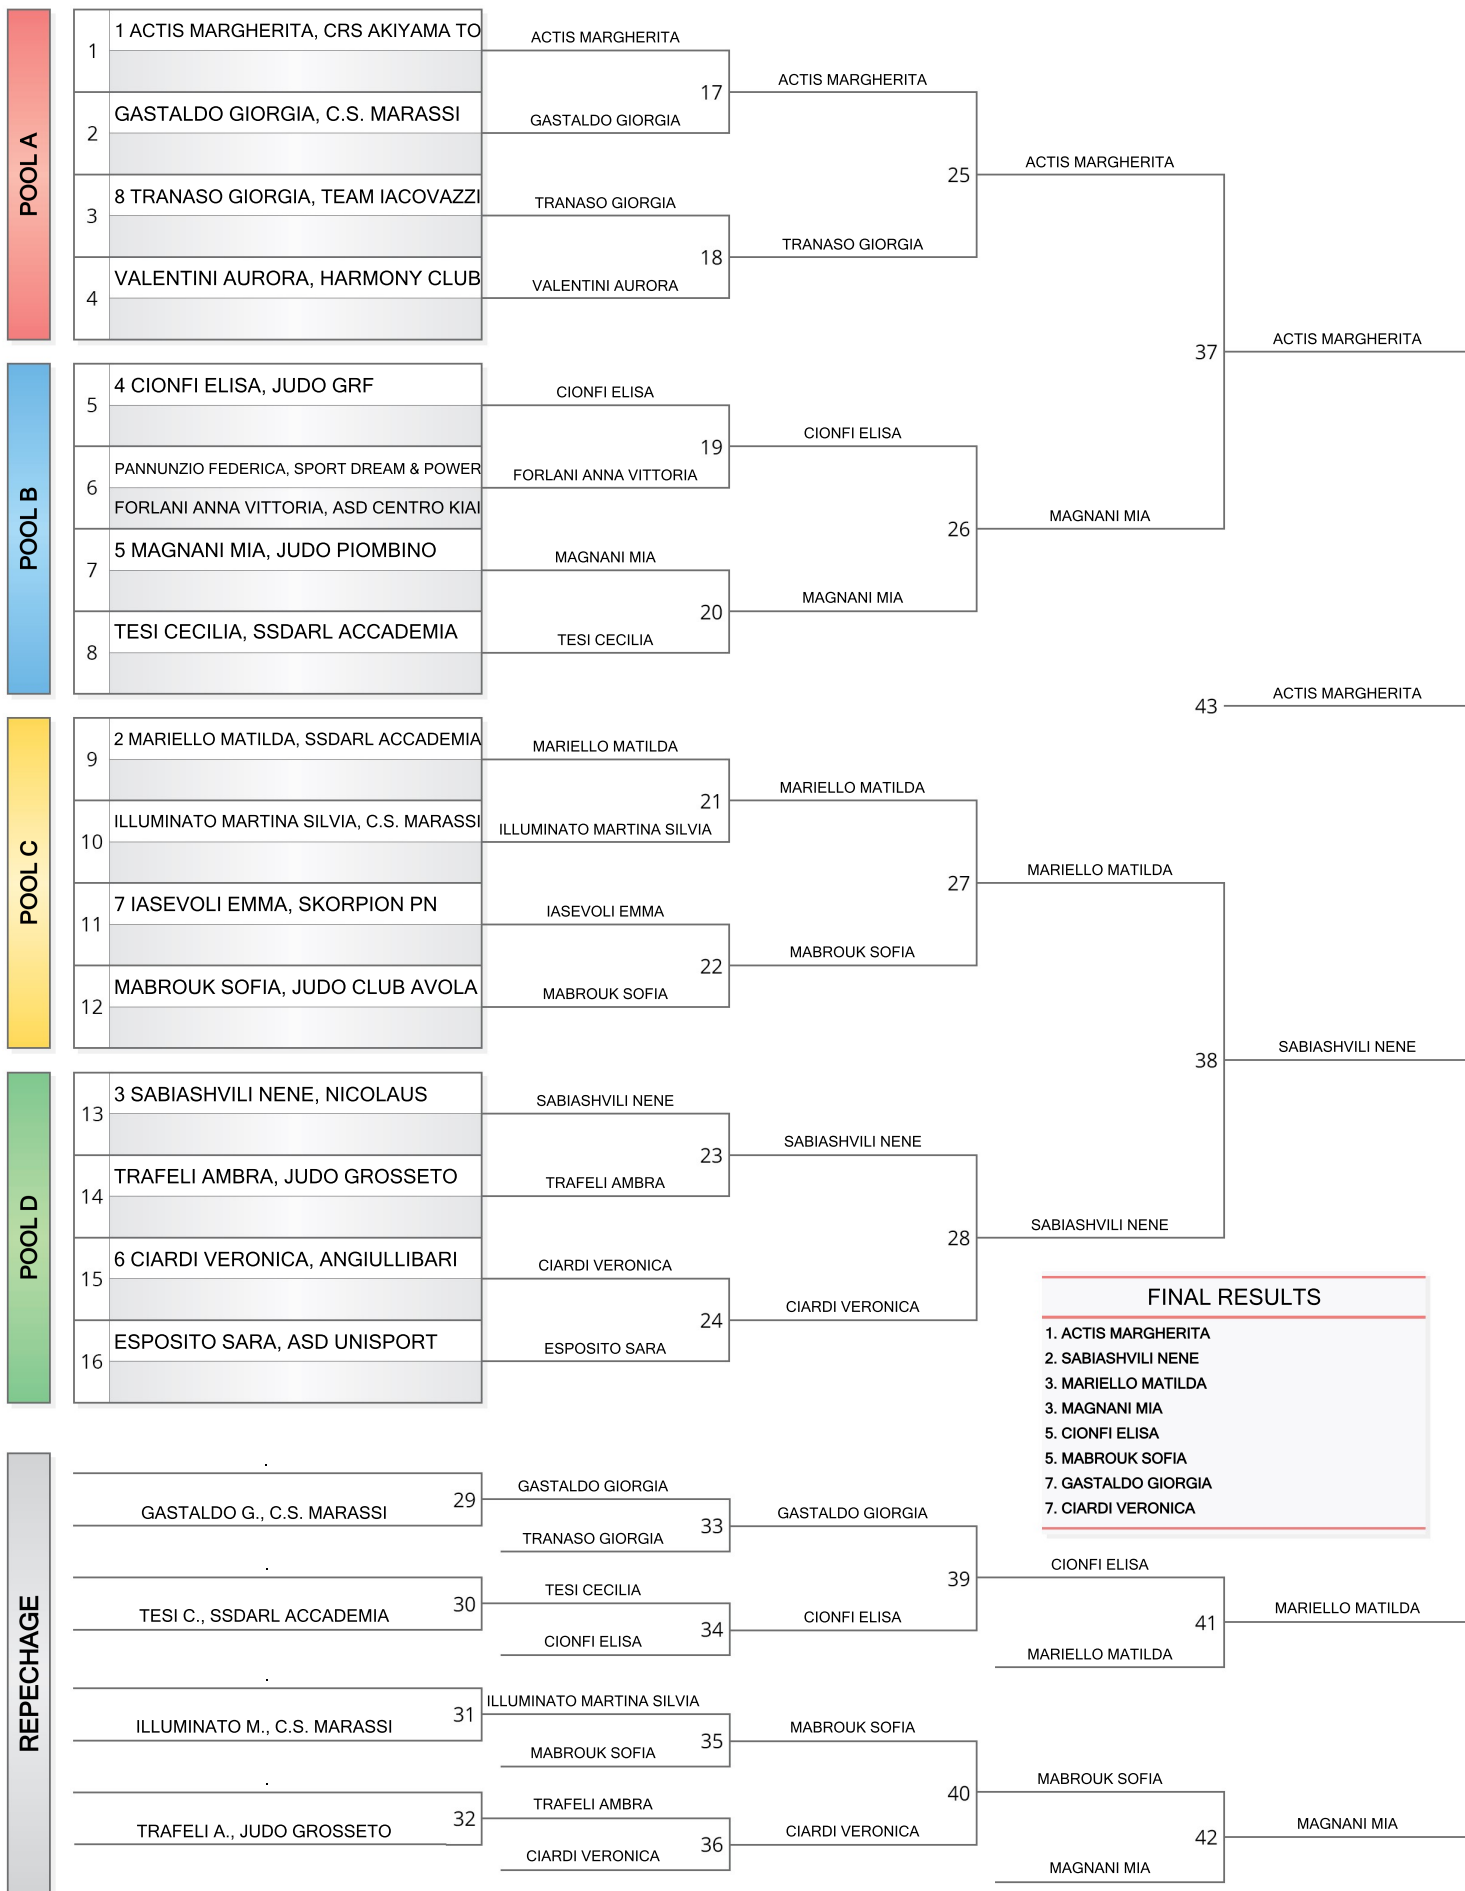 POOL A
1
1 ACTIS MARGHERITA, CRS AKIYAMA TO
2
GASTALDO GIORGIA, C.S. MARASSI
3
8 TRANASO GIORGIA, TEAM IACOVAZZI
4
VALENTINI AURORA, HARMONY CLUB
POOL B
5
4 CIONFI ELISA, JUDO GRF
6
PANNUNZIO FEDERICA, SPORT DREAM & POWER
FORLANI ANNA VITTORIA, ASD CENTRO KIAI
7
5 MAGNANI MIA, JUDO PIOMBINO
8
TESI CECILIA, SSDARL ACCADEMIA
POOL C
9
2 MARIELLO MATILDA, SSDARL ACCADEMIA
10
ILLUMINATO MARTINA SILVIA, C.S. MARASSI
11
7 IASEVOLI EMMA, SKORPION PN
12
MABROUK SOFIA, JUDO CLUB AVOLA
POOL D
13
3 SABIASHVILI NENE, NICOLAUS
14
TRAFELI AMBRA, JUDO GROSSETO
15
6 CIARDI VERONICA, ANGIULLIBARI
16
ESPOSITO SARA, ASD UNISPORT
ACTIS MARGHERITA
17
GASTALDO GIORGIA
TRANASO GIORGIA
18
VALENTINI AURORA
CIONFI ELISA
19
FORLANI ANNA VITTORIA
MAGNANI MIA
20
TESI CECILIA
MARIELLO MATILDA
21
ILLUMINATO MARTINA SILVIA
IASEVOLI EMMA
22
MABROUK SOFIA
SABIASHVILI NENE
23
TRAFELI AMBRA
CIARDI VERONICA
24
ESPOSITO SARA
ACTIS MARGHERITA
25
TRANASO GIORGIA
CIONFI ELISA
26
MAGNANI MIA
MARIELLO MATILDA
27
MABROUK SOFIA
SABIASHVILI NENE
28
CIARDI VERONICA
ACTIS MARGHERITA
37
MAGNANI MIA
MARIELLO MATILDA
38
SABIASHVILI NENE
ACTIS MARGHERITA
43
ACTIS MARGHERITA
SABIASHVILI NENE
FINAL RESULTS
1. ACTIS MARGHERITA
2. SABIASHVILI NENE
3. MARIELLO MATILDA
3. MAGNANI MIA
5. CIONFI ELISA
5. MABROUK SOFIA
7. GASTALDO GIORGIA
7. CIARDI VERONICA
REPECHAGE
.
29
GASTALDO G., C.S. MARASSI
.
30
TESI C., SSDARL ACCADEMIA
.
31
ILLUMINATO M., C.S. MARASSI
.
32
TRAFELI A., JUDO GROSSETO
GASTALDO GIORGIA
33
TRANASO GIORGIA
TESI CECILIA
34
CIONFI ELISA
ILLUMINATO MARTINA SILVIA
35
MABROUK SOFIA
TRAFELI AMBRA
36
CIARDI VERONICA
GASTALDO GIORGIA
39
CIONFI ELISA
MABROUK SOFIA
40
CIARDI VERONICA
CIONFI ELISA
41
MARIELLO MATILDA
MABROUK SOFIA
42
MAGNANI MIA
MARIELLO MATILDA
MAGNANI MIA